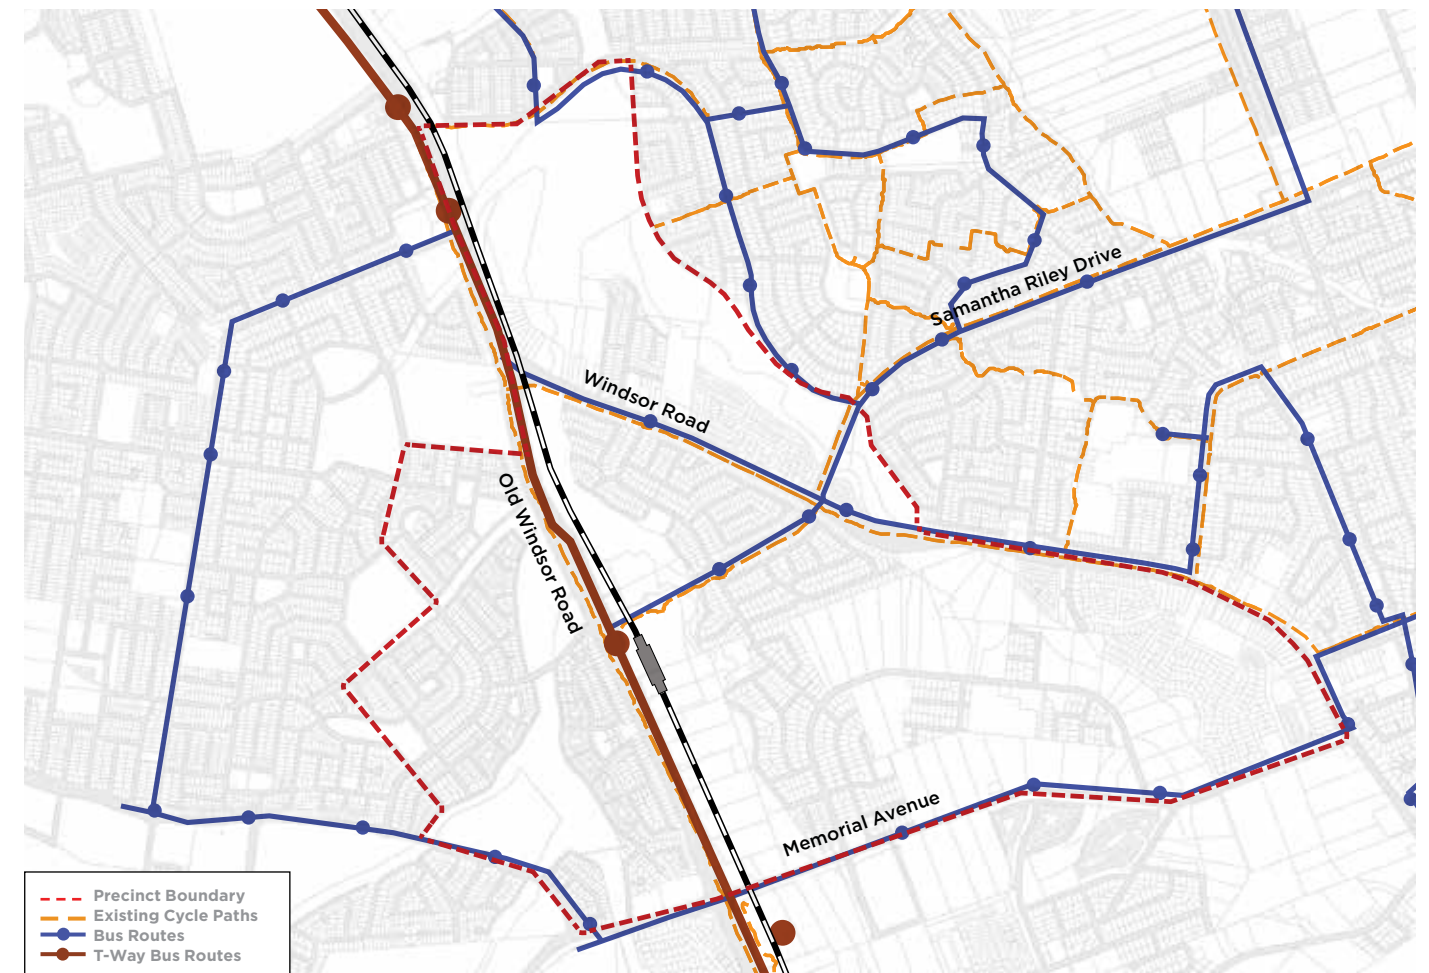 Samantha Riley Drive
Windsor Road
Old Windsor Road
Memorial Avenue
Precinct Boundary
Existing Cycle Paths
Bus Routes
T-Way Bus Routes